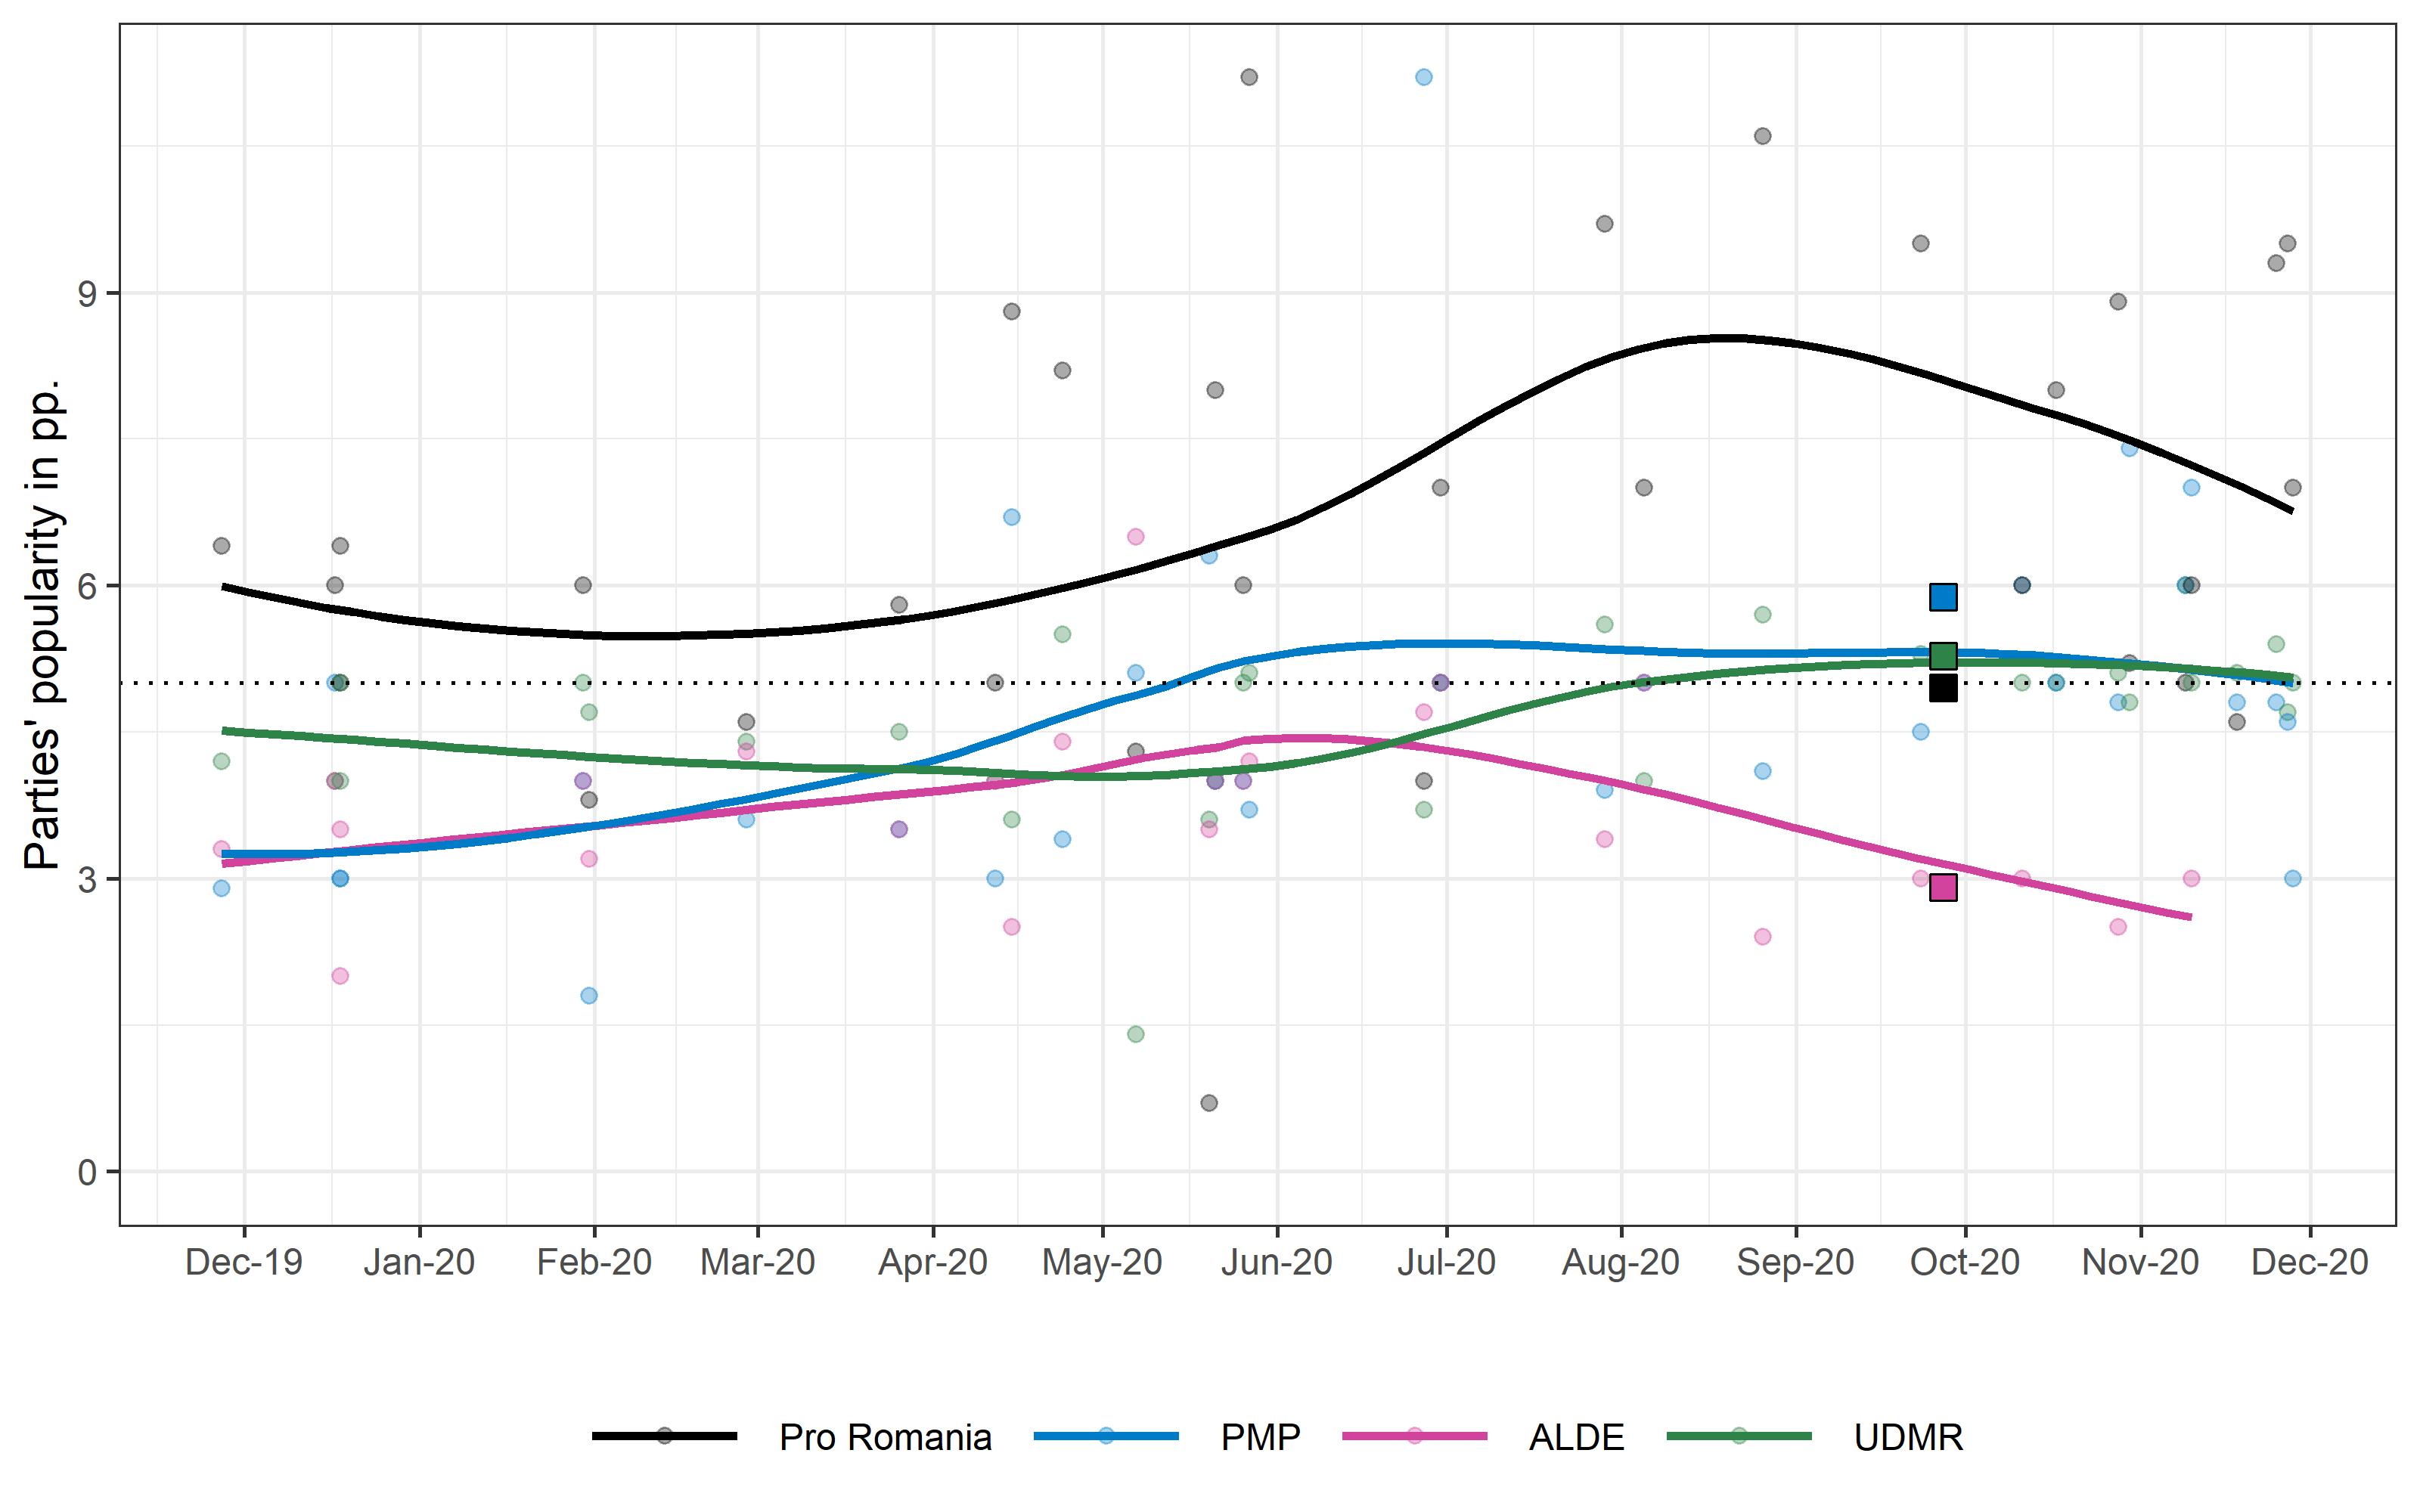 Parties' popularity in pp.
9
6
3
0
Dec-19 Jan-20 Feb-20 Mar-20 Apr-20 May-20 Jun-20 Jul-20 Aug-20 Sep-20 Oct-20 Nov-20 Dec-20
Pro Romania PMP ALDE UDMR